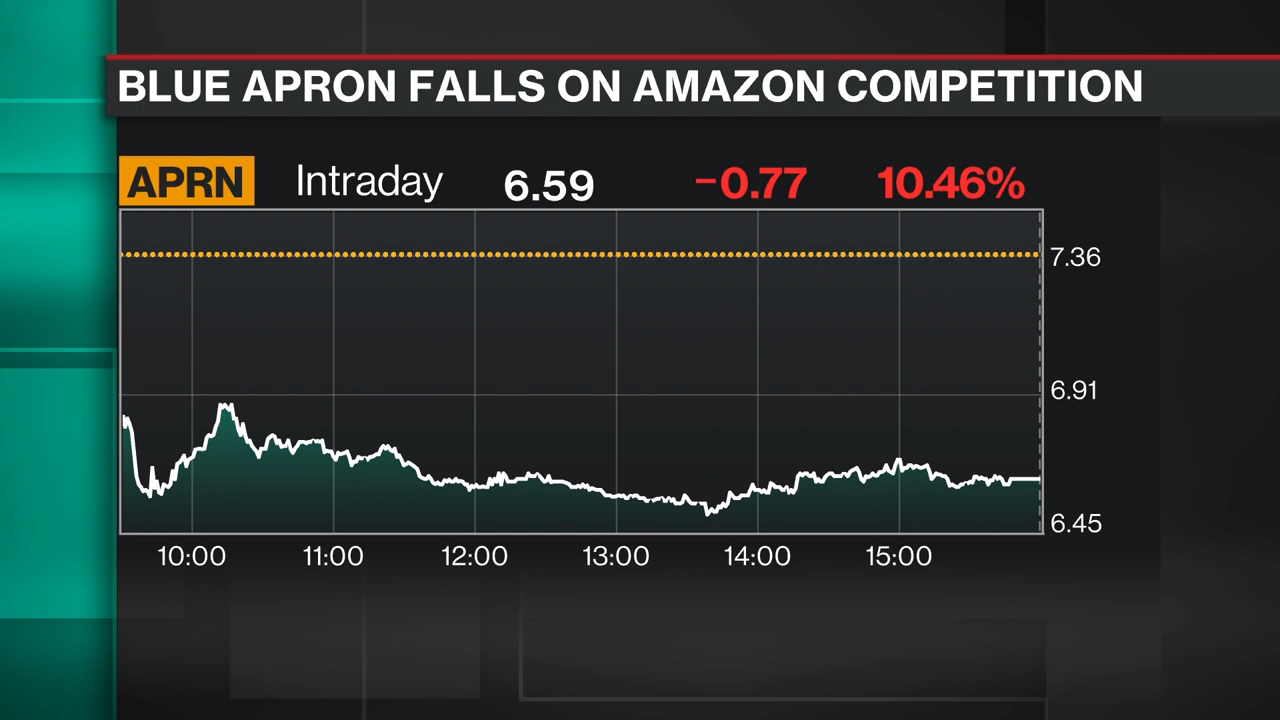 BLUE APRON FALLS ON AMAZON COMPETITION
APRN Intraday 6.59 −0.77 10.46%
7.36
6.91
6.45
10:00 11:00 12:00 13:00 14:00 15:00